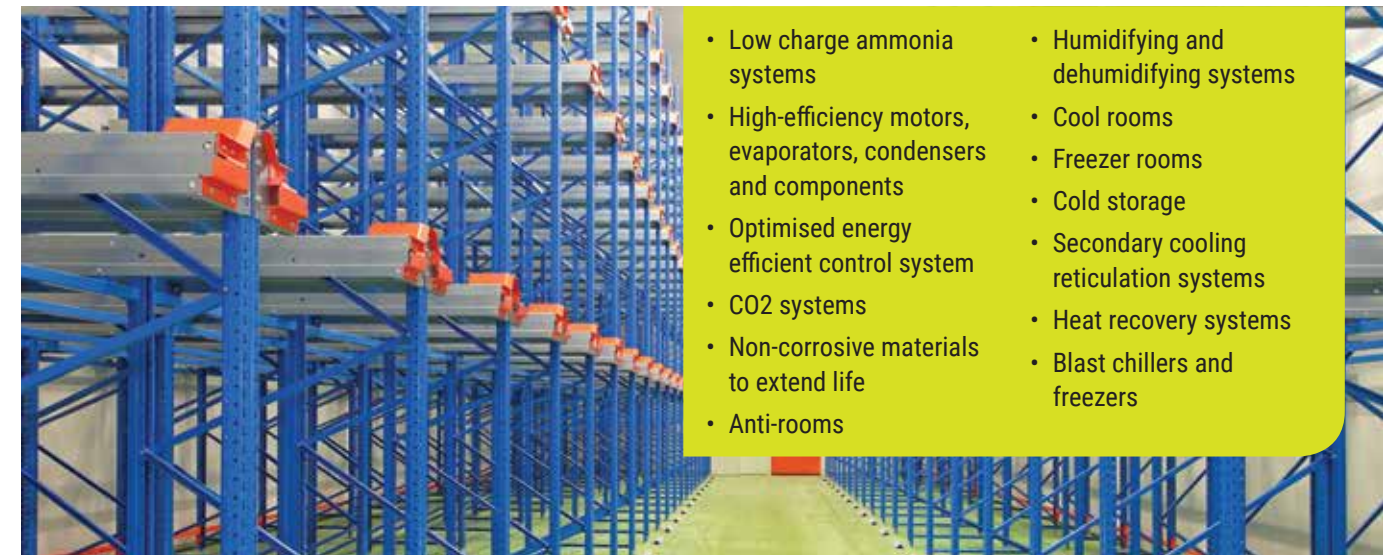 • Low charge ammonia
systems
• High-efficiency motors,
evaporators, condensers
and components
• Optimised energy
efficient control system
• CO2 systems
• Non-corrosive materials
to extend life
• Anti-rooms
• Humidifying and
dehumidifying systems
• Cool rooms
• Freezer rooms
• Cold storage
• Secondary cooling
reticulation systems
• Heat recovery systems
• Blast chillers and
freezers